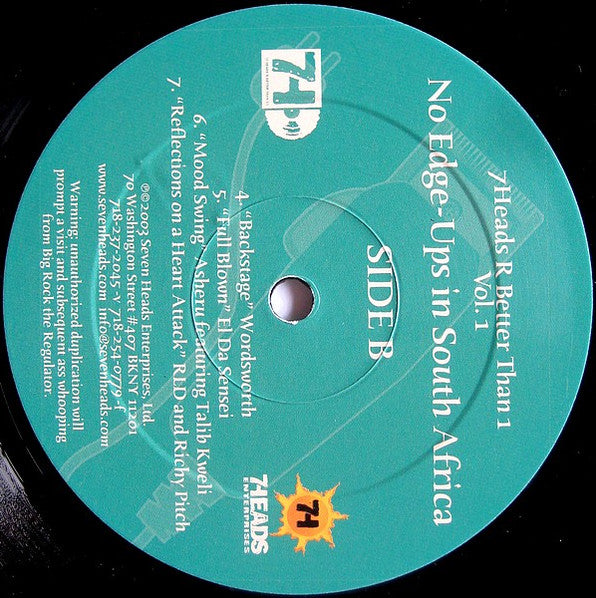 7Heads R Better Than 1
Vol. 1
No Edge-Ups in South Africa
SIDE B
7H
4. "Backstage" Wordsworth
5. "Full Blown" El Da Sensei
6. "Mood Swing" Asheru featuring Talib Kweli
7. "Reflections on a Heart Attack" RLD and Richy Pitch
℗©2003 Seven Heads Enterprises, Ltd.
70 Washington Street #407 BKNY 11201
718-237-2045-v 718-254-0779-f
www.sevenheads.com info@sevenheads.com
Warning: unauthorized duplication will
prompt a visit and subsequent ass whooping
from Big Rock the Regulator.
7H
7HEADS
ENTERPRISES